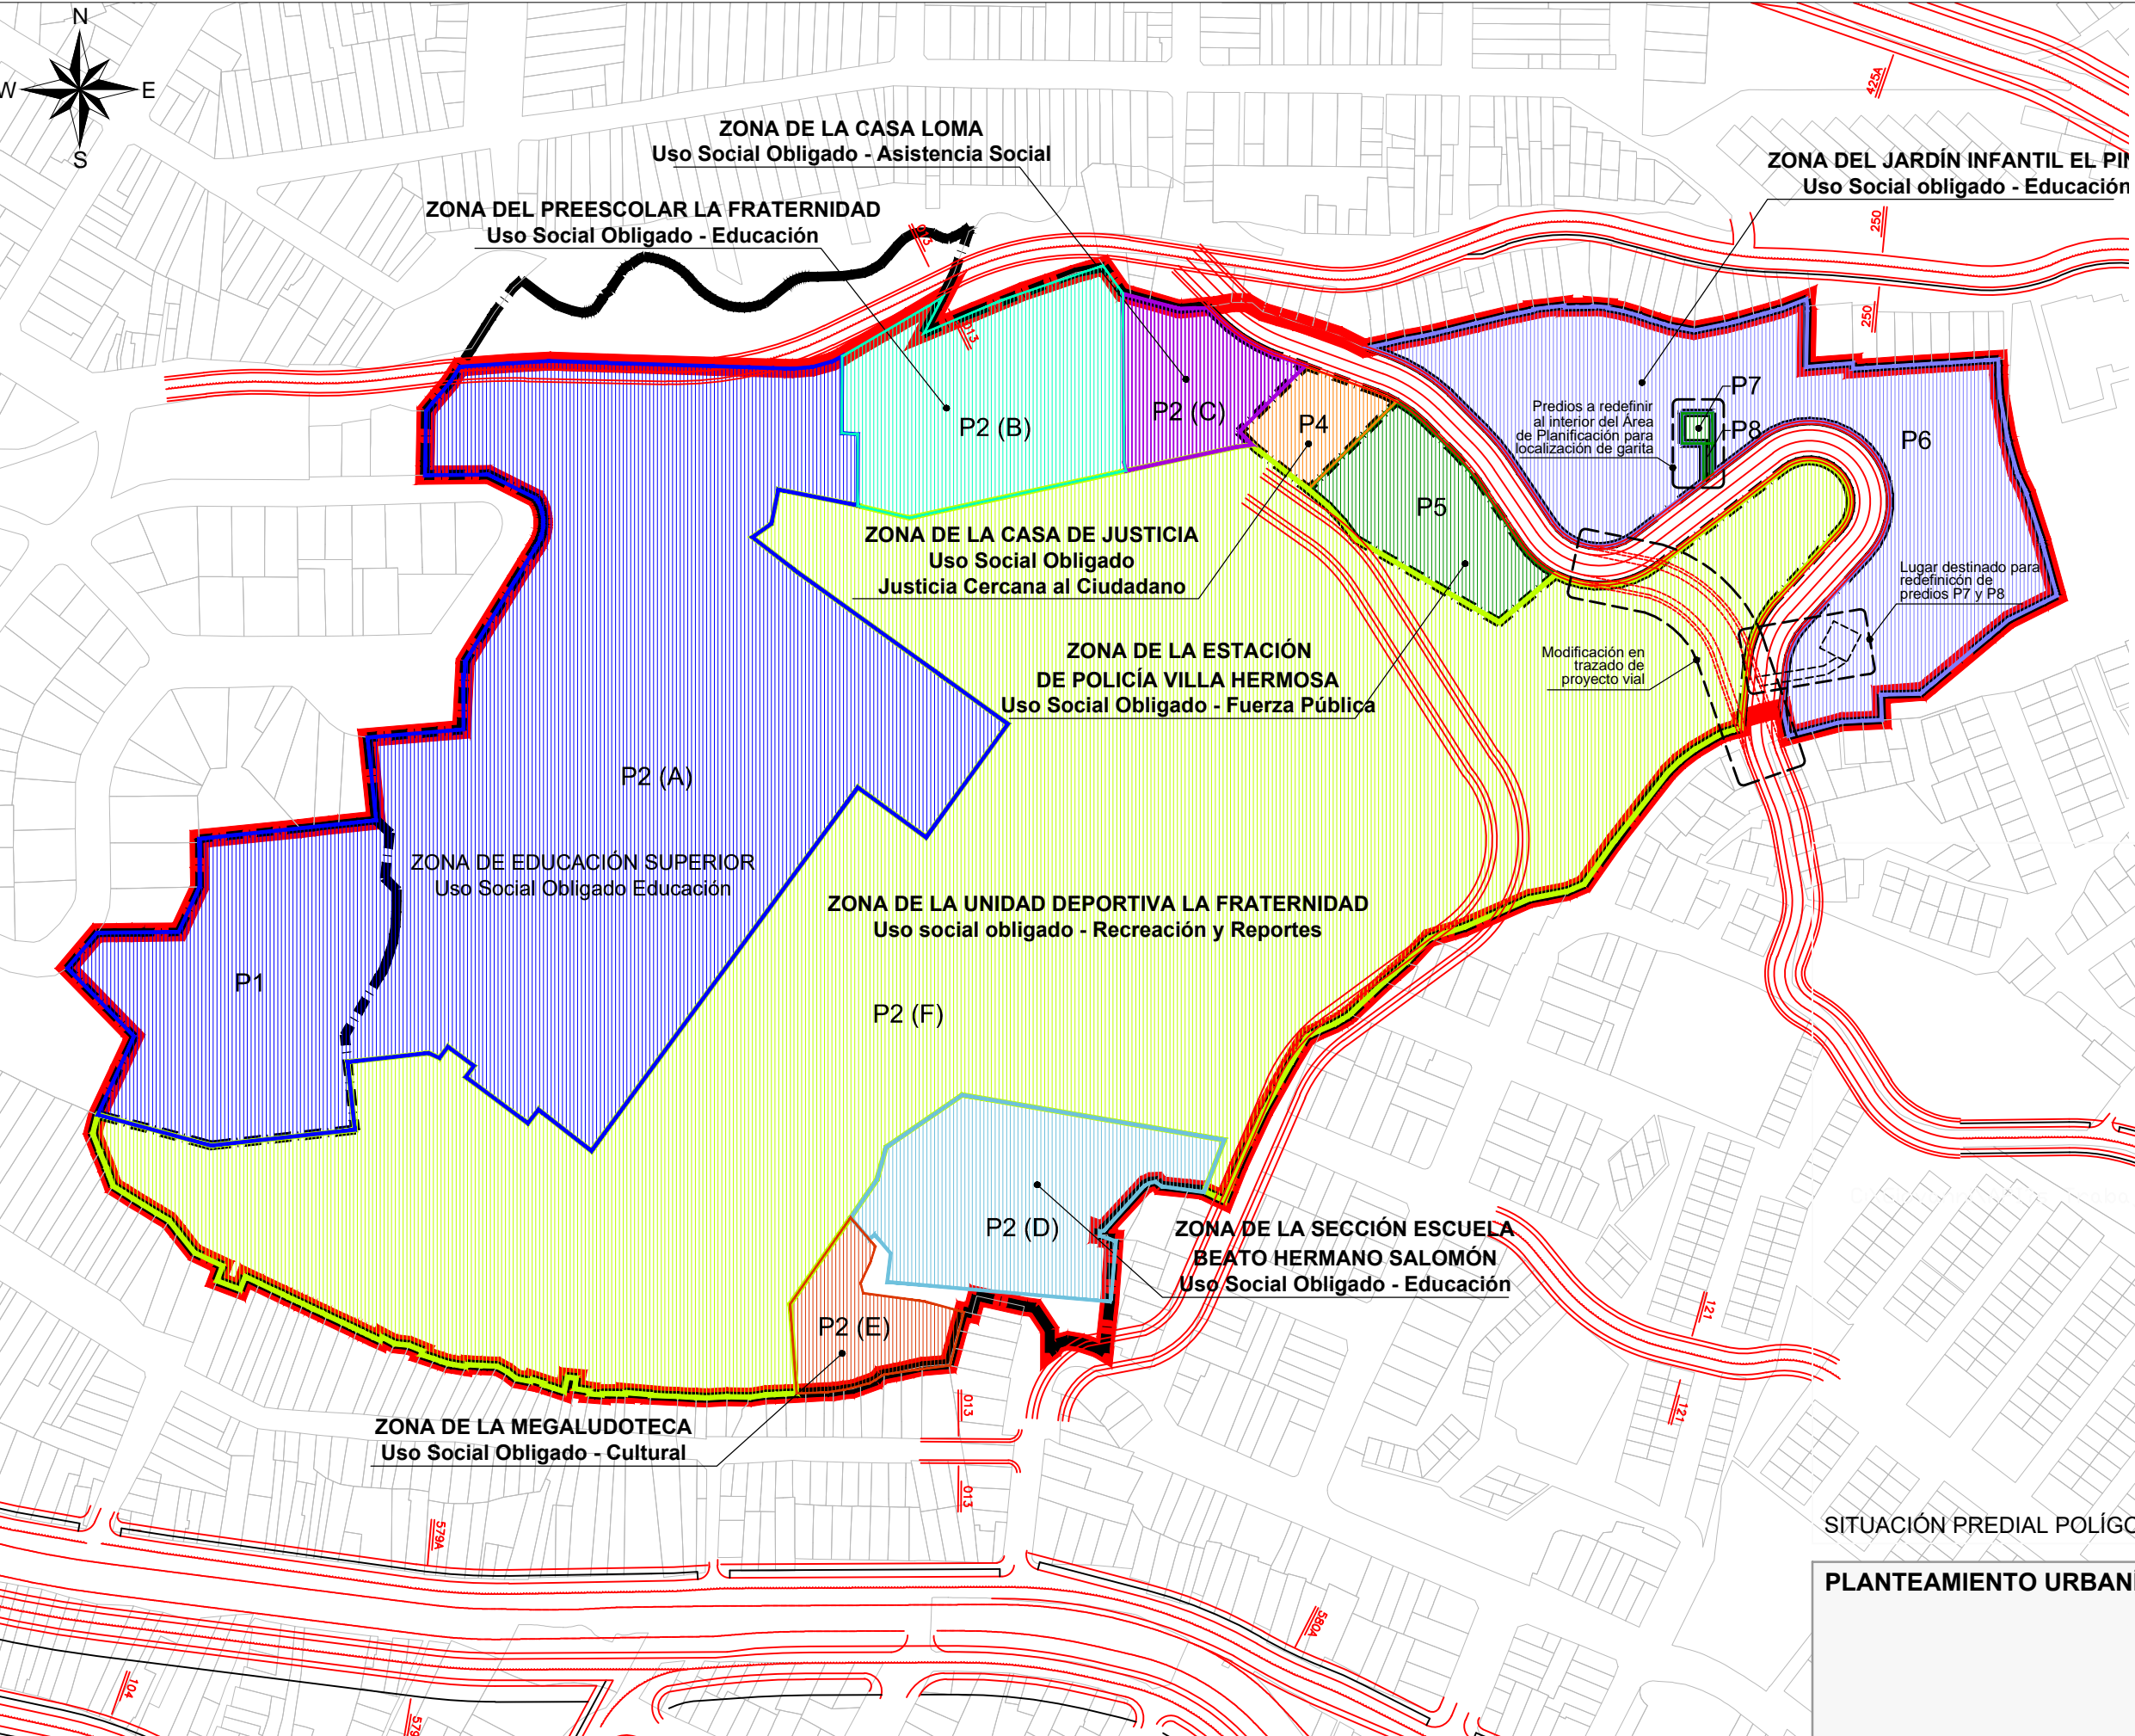 N
W
E
S
ZONA DE LA CASA LOMA
Uso Social Obligado - Asistencia Social
ZONA DEL PREESCOLAR LA FRATERNIDAD
Uso Social Obligado - Educación
ZONA DEL JARDÍN INFANTIL EL
Uso Social obligado - Educación
425A
250
250
013
013
P2 (B)
P2 (C)
P4
P5
P7
P8
P6
Predios a redefinir
al interior del Área
de Planificación para
localización de garita
ZONA DE LA CASA DE JUSTICIA
Uso Social Obligado
Justicia Cercana al Ciudadano
Lugar destinado para
redefinicón de
predios P7 y P8
ZONA DE LA ESTACIÓN
DE POLICÍA VILLA HERMOSA
Uso Social Obligado - Fuerza Pública
Modificación en
trazado de
proyecto vial
P2 (A)
ZONA DE EDUCACIÓN SUPERIOR
Uso Social Obligado Educación
ZONA DE LA UNIDAD DEPORTIVA LA FRATERNIDAD
Uso social obligado - Recreación y Reportes
P1
P2 (F)
P2 (D)
ZONA DE LA SECCIÓN ESCUELA
BEATO HERMANO SALOMÓN
Uso Social Obligado - Educación
P2 (E)
ZONA DE LA MEGALUDOTECA
Uso Social Obligado - Cultural
121
121
013
013
579A
580A
104
SITUACIÓN PREDIAL
PLANTEAMIENTO